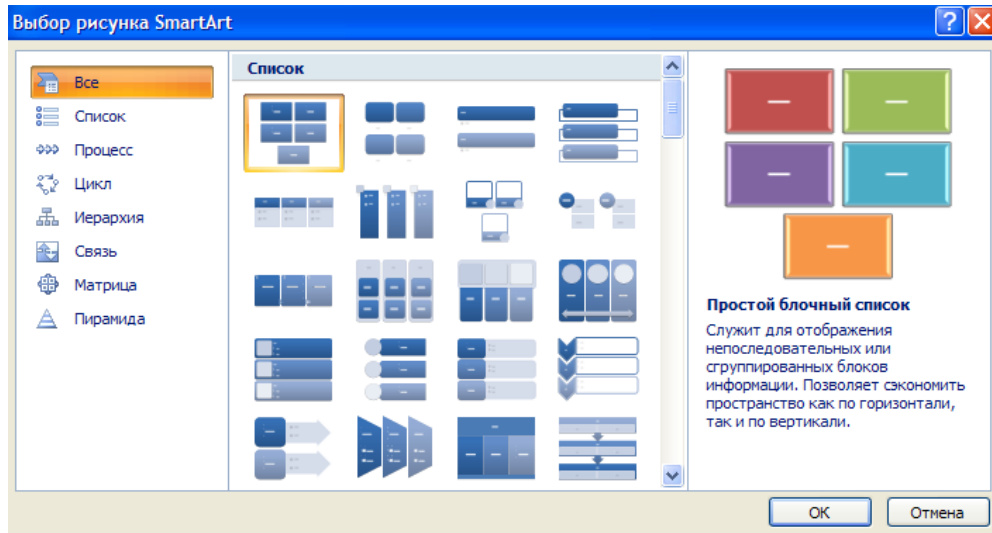 Выбор рисунка SmartArt
Все
Список
Процесс
Цикл
Иерархия
Связь
Матрица
Пирамида
Список
Простой блочный список
Служит для отображения
непоследовательных или
сгруппированных блоков
информации. Позволяет сэкономить
пространство как по горизонтали,
так и по вертикали.
ОК
Отмена